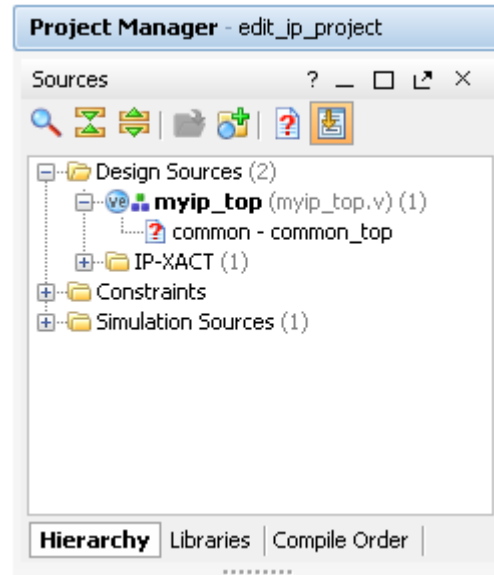 Project Manager - edit_ip_project
Sources ? _ □ ×
?
Design Sources (2)
ve myip_top (myip_top.v) (1)
? common - common_top
IP-XACT (1)
Constraints
Simulation Sources (1)
Hierarchy Libraries Compile Order